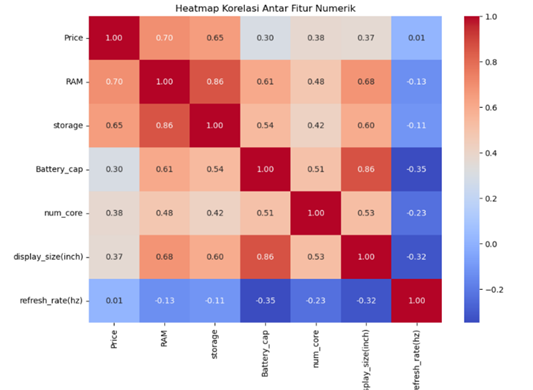 Heatmap Korelasi Antar Fitur Numerik
Price 1.00 0.70 0.65 0.30 0.38 0.37 0.01
RAM 0.70 1.00 0.86 0.61 0.48 0.68 -0.13
storage 0.65 0.86 1.00 0.54 0.42 0.60 -0.11
Battery_cap 0.30 0.61 0.54 1.00 0.51 0.86 -0.35
num_core 0.38 0.48 0.42 0.51 1.00 0.53 -0.23
display_size(inch) 0.37 0.68 0.60 0.86 0.53 1.00 -0.32
refresh_rate(hz) 0.01 -0.13 -0.11 -0.35 -0.23 -0.32 1.00
Price
RAM
storage
Battery_cap
num_core
splay_size(inch)
efresh_rate(hz)
1.0
0.8
0.6
0.4
0.2
0.0
−0.2